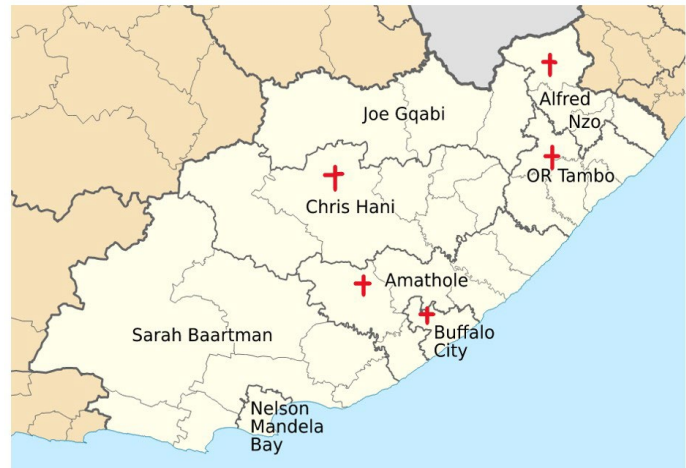 Joe Gqabi
Alfred
Nzo
OR Tambo
Chris Hani
Amathole
Sarah Baartman
Buffalo
City
Nelson
Mandela
Bay